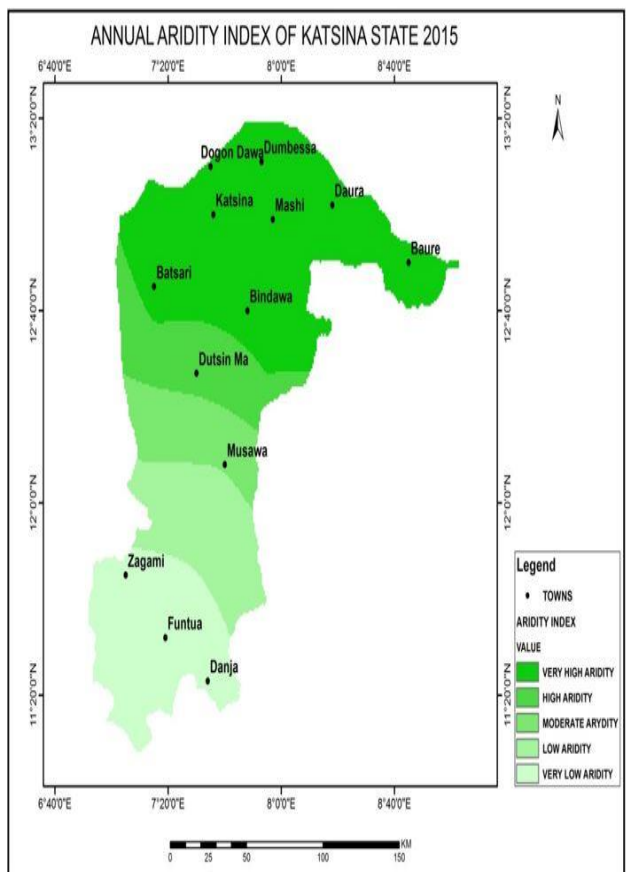 ANNUAL ARIDITY INDEX OF KATSINA STATE 2015
6°40'0"E 7°20'0"E 8°0'0"E 8°40'0"E
N
13°20'0"N 13°20'0"N
Dogon Dawa Dumbessa
Katsina Mashi Daura
Baure
Batsari
Bindawa
12°40'0"N 12°40'0"N
Dutsin Ma
Musawa
12°0'0"N 12°0'0"N
Zagami
Funtua
Danja
11°20'0"N 11°20'0"N
Legend
TOWNS
ARIDITY INDEX
VALUE
VERY HIGH ARIDITY
HIGH ARIDITY
MODERATE ARYDITY
LOW ARIDITY
VERY LOW ARIDITY
6°40'0"E 7°20'0"E 8°0'0"E 8°40'0"E
KM
0 25 50 100 150